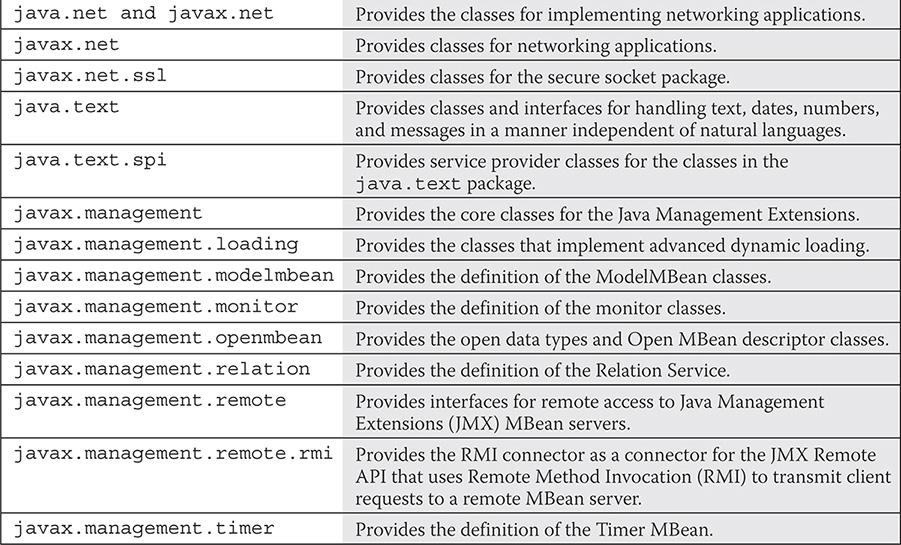 java.net and javax.net Provides the classes for implementing networking applications.
javax.net Provides classes for networking applications.
javax.net.ssl Provides classes for the secure socket package.
java.text Provides classes and interfaces for handling text, dates, numbers,
and messages in a manner independent of natural languages.
java.text.spi Provides service provider classes for the classes in the
java.text package.
javax.management Provides the core classes for the Java Management Extensions.
javax.management.loading Provides the classes that implement advanced dynamic loading.
javax.management.modelmbean Provides the definition of the ModelMBean classes.
javax.management.monitor Provides the definition of the monitor classes.
javax.management.openmbean Provides the open data types and Open MBean descriptor classes.
javax.management.relation Provides the definition of the Relation Service.
javax.management.remote Provides interfaces for remote access to Java Management
Extensions (JMX) MBean servers.
javax.management.remote.rmi Provides the RMI connector as a connector for the JMX Remote
API that uses Remote Method Invocation (RMI) to transmit client
requests to a remote MBean server.
javax.management.timer Provides the definition of the Timer MBean.